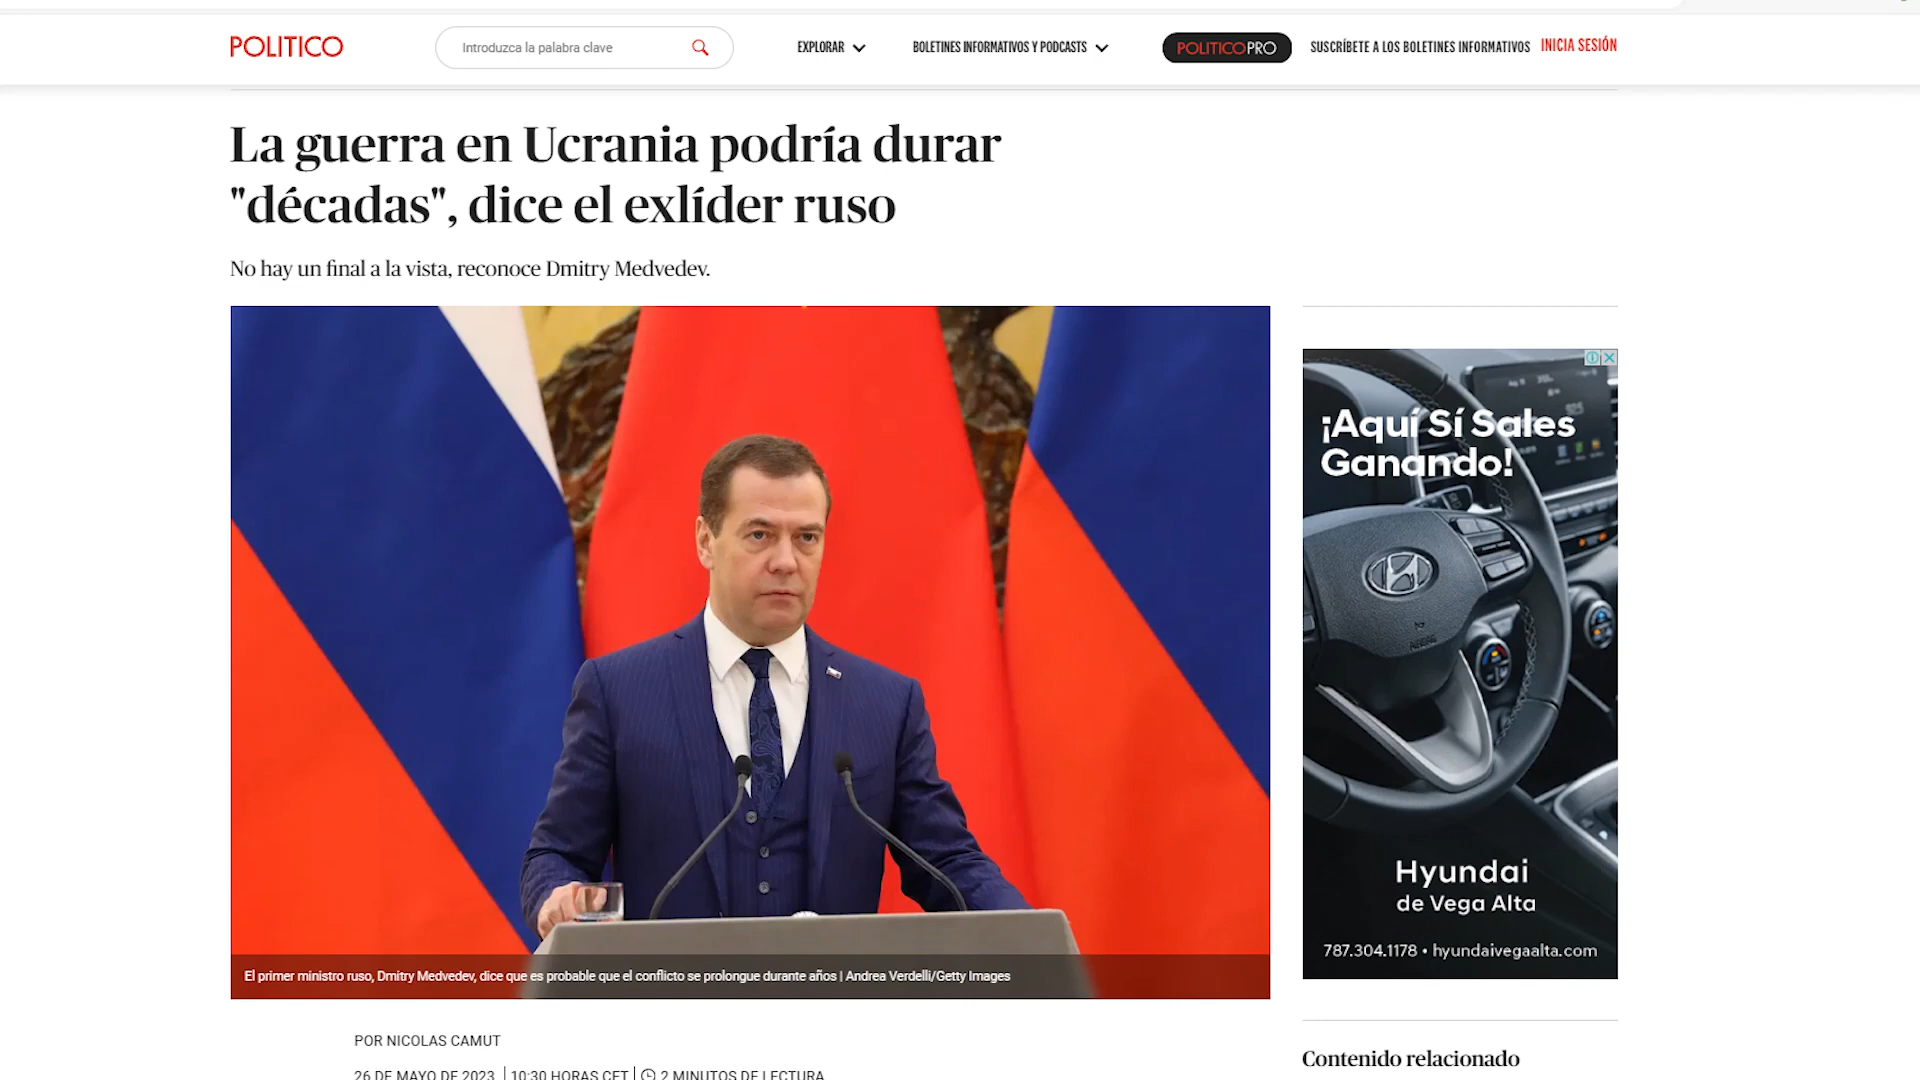 POLITICO
Introduzca la palabra clave
EXPLORAR
BOLETINES INFORMATIVOS Y PODCASTS
POLITICOPRO
SUSCRÍBETE A LOS BOLETINES INFORMATIVOS
INICIA SESIÓN
La guerra en Ucrania podría durar
"décadas", dice el exlíder ruso
No hay un final a la vista, reconoce Dmitry Medvedev.
El primer ministro ruso, Dmitry Medvedev, dice que es probable que el conflicto se prolongue durante años | Andrea Verdelli/Getty Images
¡Aquí Sí Sales
Ganando!
Hyundai
de Vega Alta
787.304.1178 • hyundaivegaalta.com
POR NICOLAS CAMUT
26 DE MAYO DE 2023 | 10:30 HORAS CET | 2 MINUTOS DE LECTURA
Contenido relacionado